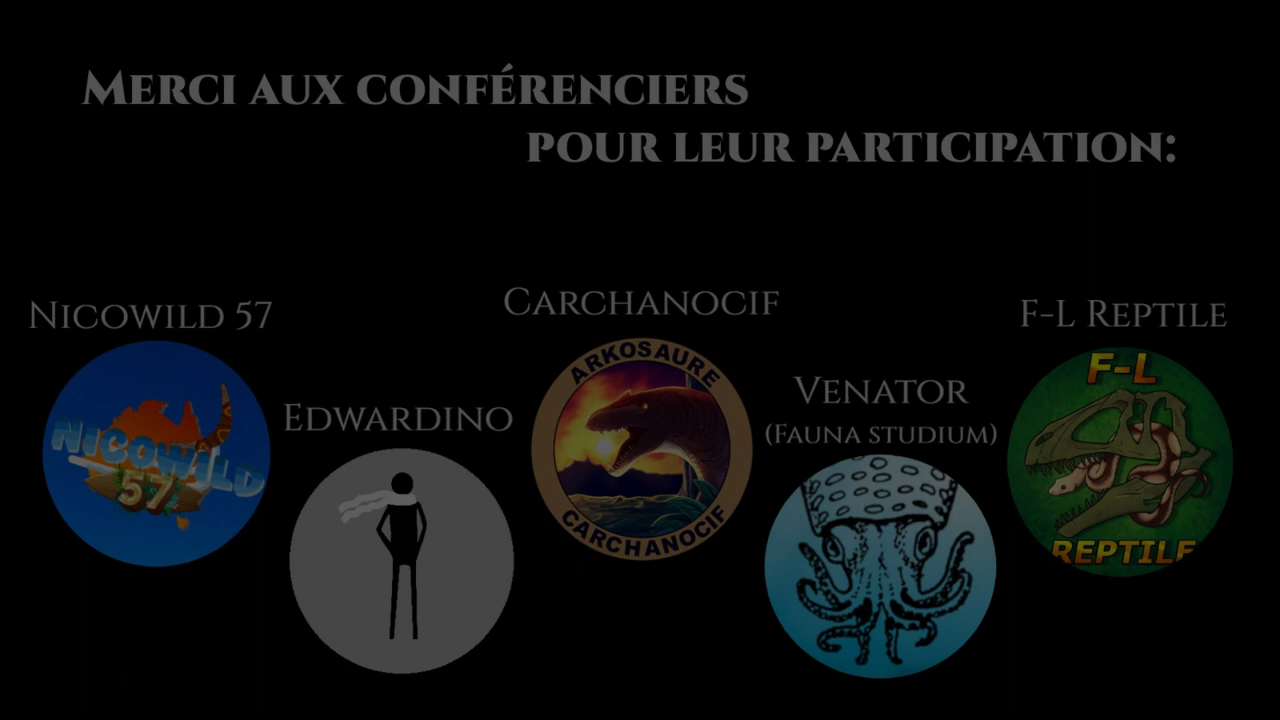 Merci aux conférenciers
pour leur participation:
Nicowild 57
Edwardino
Carchanocif
Venator
(Fauna studium)
F-L Reptile
NICOWILD
57
ARKOSAURE
CARCHANOCIF
F-L
REPTILE